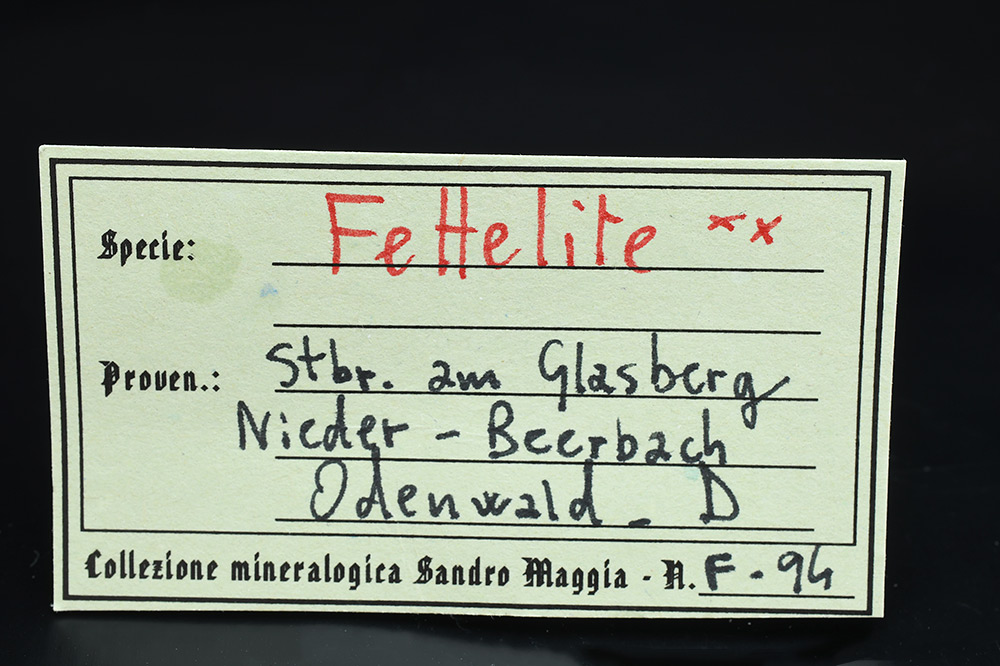 Specie: Fettelite xx
Proven.: Stbr. am Glasberg
Nieder - Beerbach
Odenwald - D
Collezione mineralogica Sandro Maggia - N. F - 94